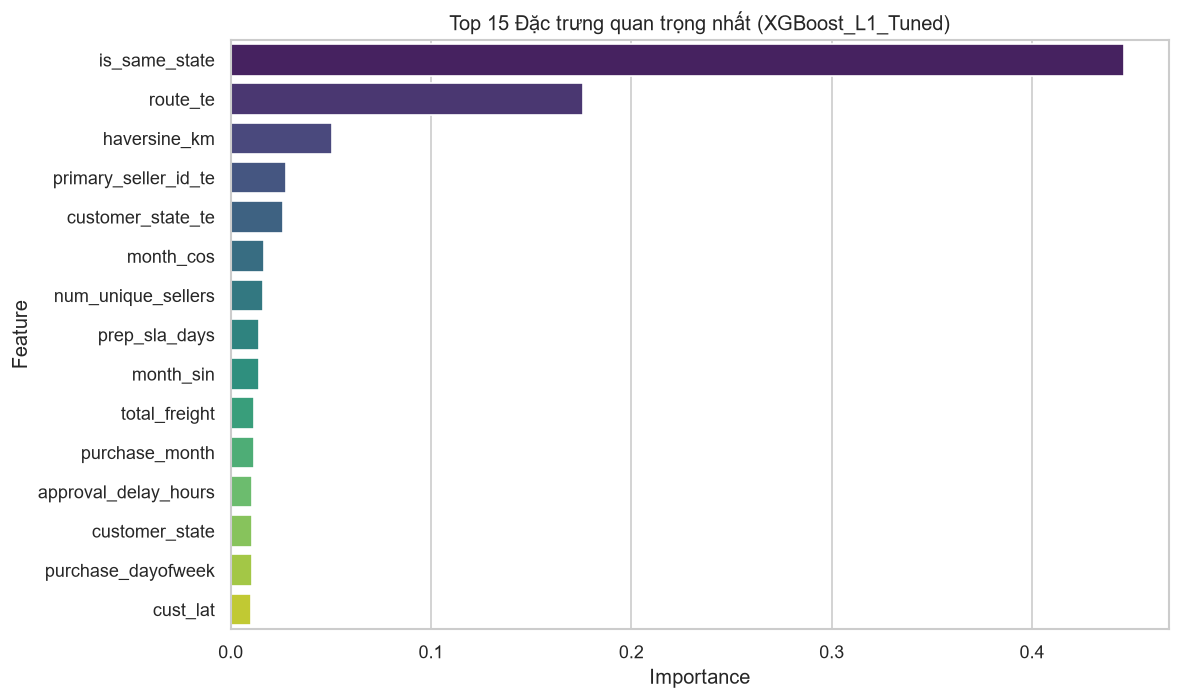 Top 15 Đặc trưng quan trọng nhất (XGBoost_L1_Tuned)
Feature
is_same_state
route_te
haversine_km
primary_seller_id_te
customer_state_te
month_cos
num_unique_sellers
prep_sla_days
month_sin
total_freight
purchase_month
approval_delay_hours
customer_state
purchase_dayofweek
cust_lat
0.0 0.1 0.2 0.3 0.4
Importance